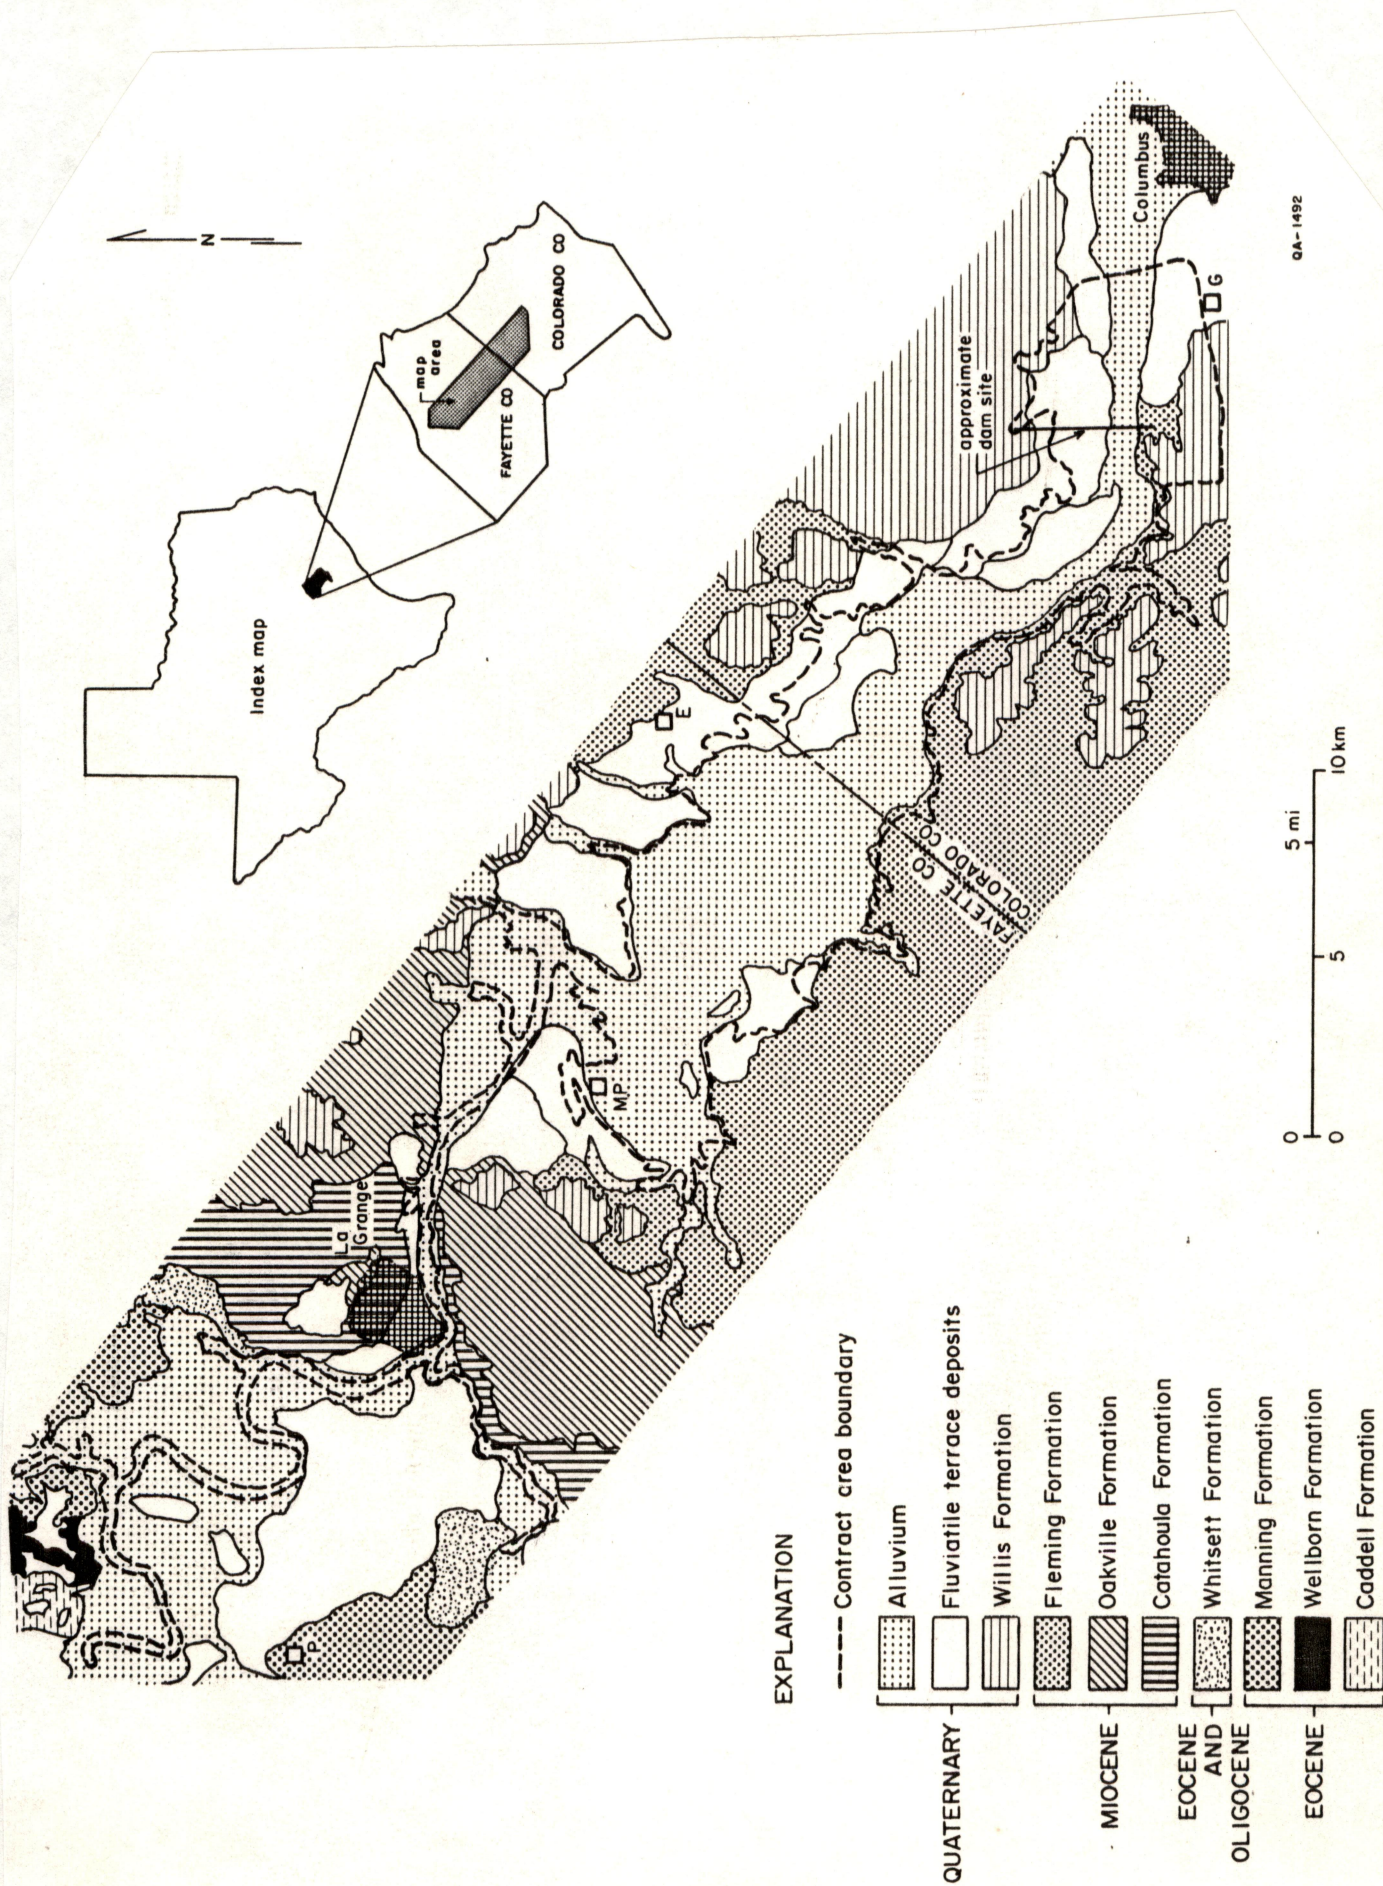 Index map
N
map
area
FAYETTE CO
COLORADO CO
La
Grange
P
MP
E
FAYETTE CO
COLORADO CO
approximate
dam site
Columbus
G
QA-1492
0 5 mi
0 5 10 km
EXPLANATION
Contract area boundary
QUATERNARY
Alluvium
Fluviatile terrace deposits
Willis Formation
MIOCENE
Fleming Formation
Oakville Formation
Catahoula Formation
EOCENE
AND
OLIGOCENE
Whitsett Formation
EOCENE
Manning Formation
Wellborn Formation
Caddell Formation